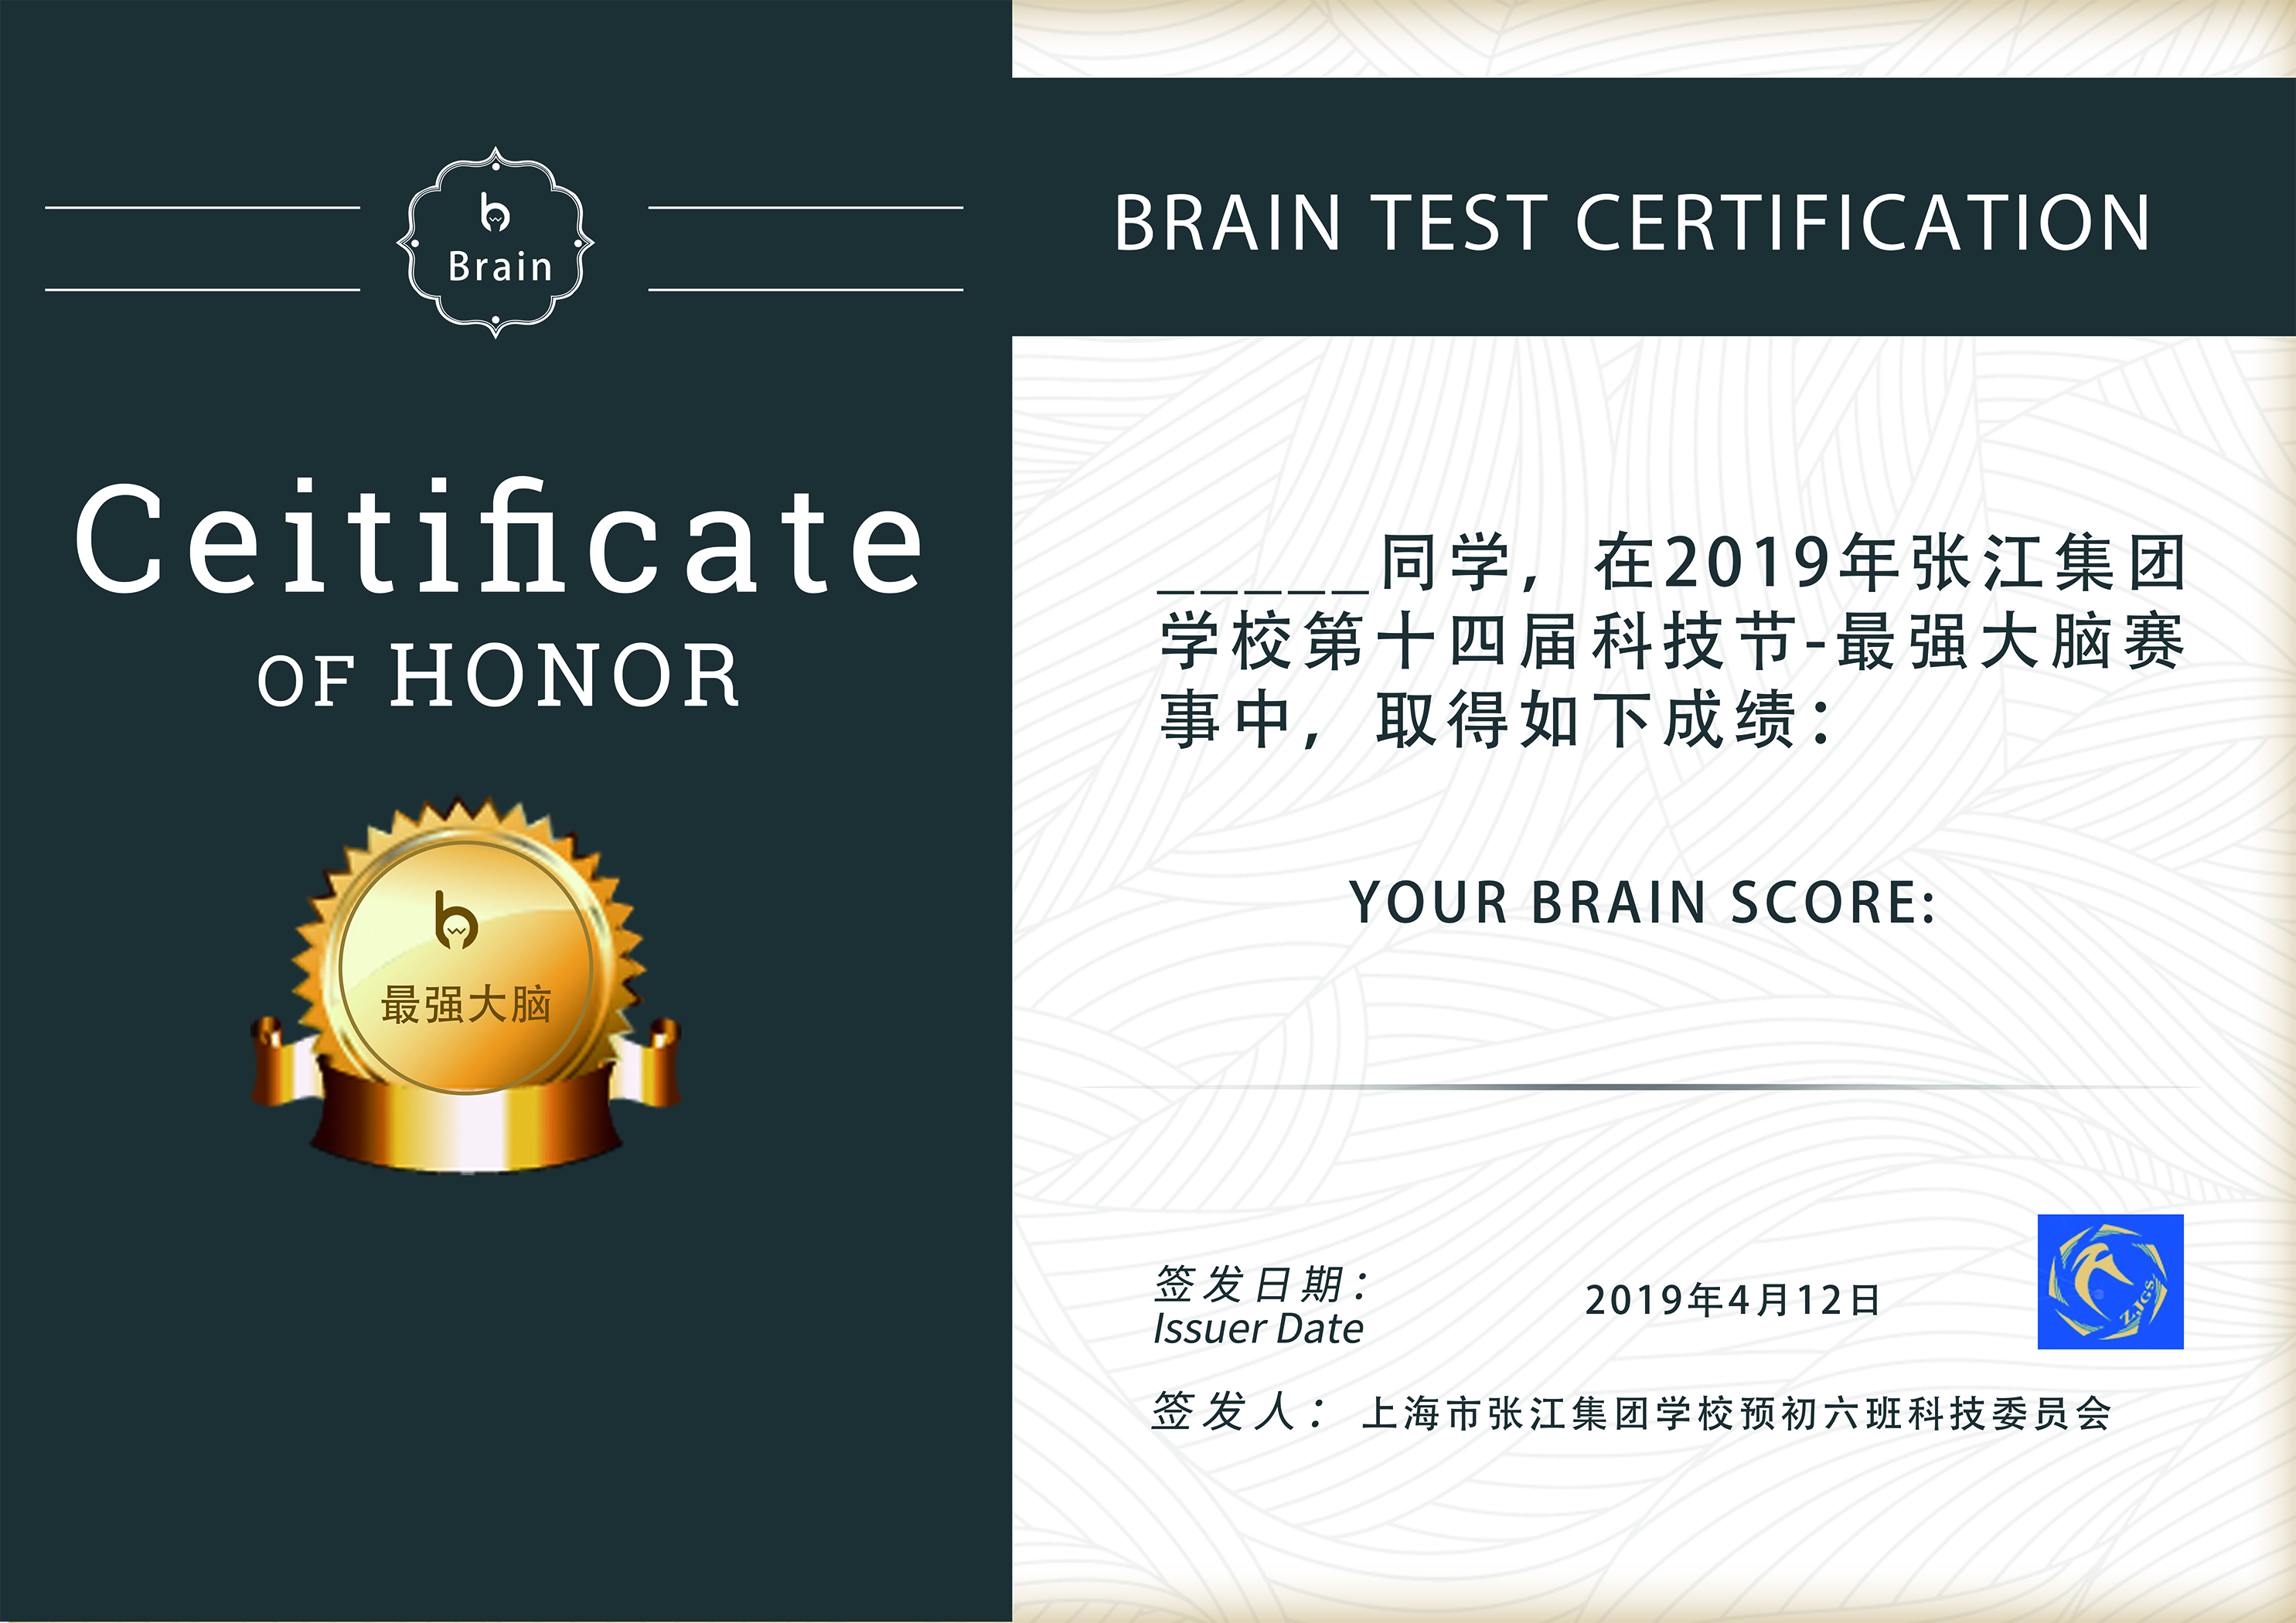 Brain
Ceitificate
OF HONOR
最强大脑
BRAIN TEST CERTIFICATION
_____同学，在2019年张江集团
学校第十四届科技节-最强大脑赛
事中，取得如下成绩：
YOUR BRAIN SCORE:
签发日期：
Issuer Date
2019年4月12日
ZJGS
签发人：上海市张江集团学校预初六班科技委员会